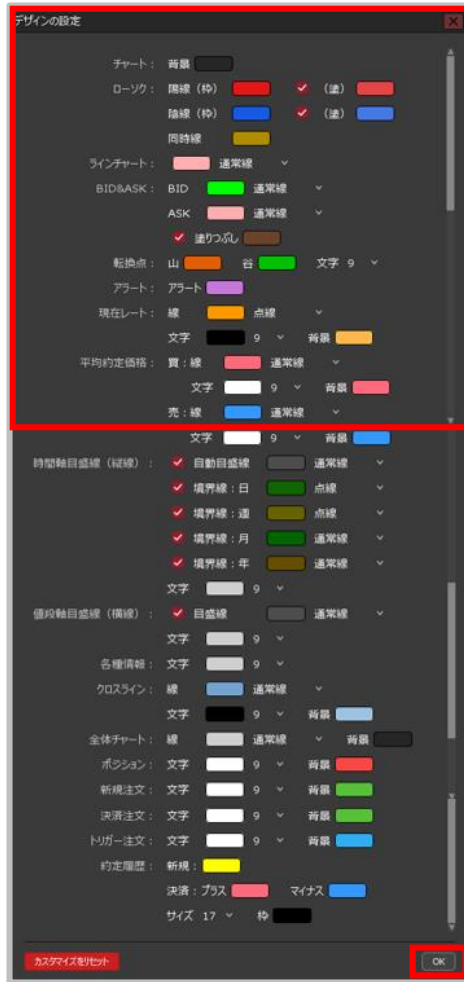 デザインの設定
チャート： 背景
ローソク： 陽線（枠） （塗）
陰線（枠） （塗）
同時線
ラインチャート： 通常線
BID&ASK： BID 通常線
ASK 通常線
塗りつぶし
転換点： 山 谷 文字 9
アラート： アラート
現在レート： 線 点線
文字 9 背景
平均約定価格： 買：線 通常線
文字 9 背景
売：線 通常線
文字 9 背景
時間軸目盛線（縦線）： 自動目盛線 通常線
境界線：日 点線
境界線：週 点線
境界線：月 通常線
境界線：年 通常線
文字 9
値段軸目盛線（横線）： 目盛線 通常線
文字 9
各種情報： 文字 9
クロスライン： 線 通常線
文字 9 背景
全体チャート： 線 通常線 背景
ポジション： 文字 9 背景
新規注文： 文字 9 背景
決済注文： 文字 9 背景
トリガー注文： 文字 9 背景
約定履歴： 新規：
決済：プラス マイナス
サイズ 17 枠
カスタマイズをリセット OK